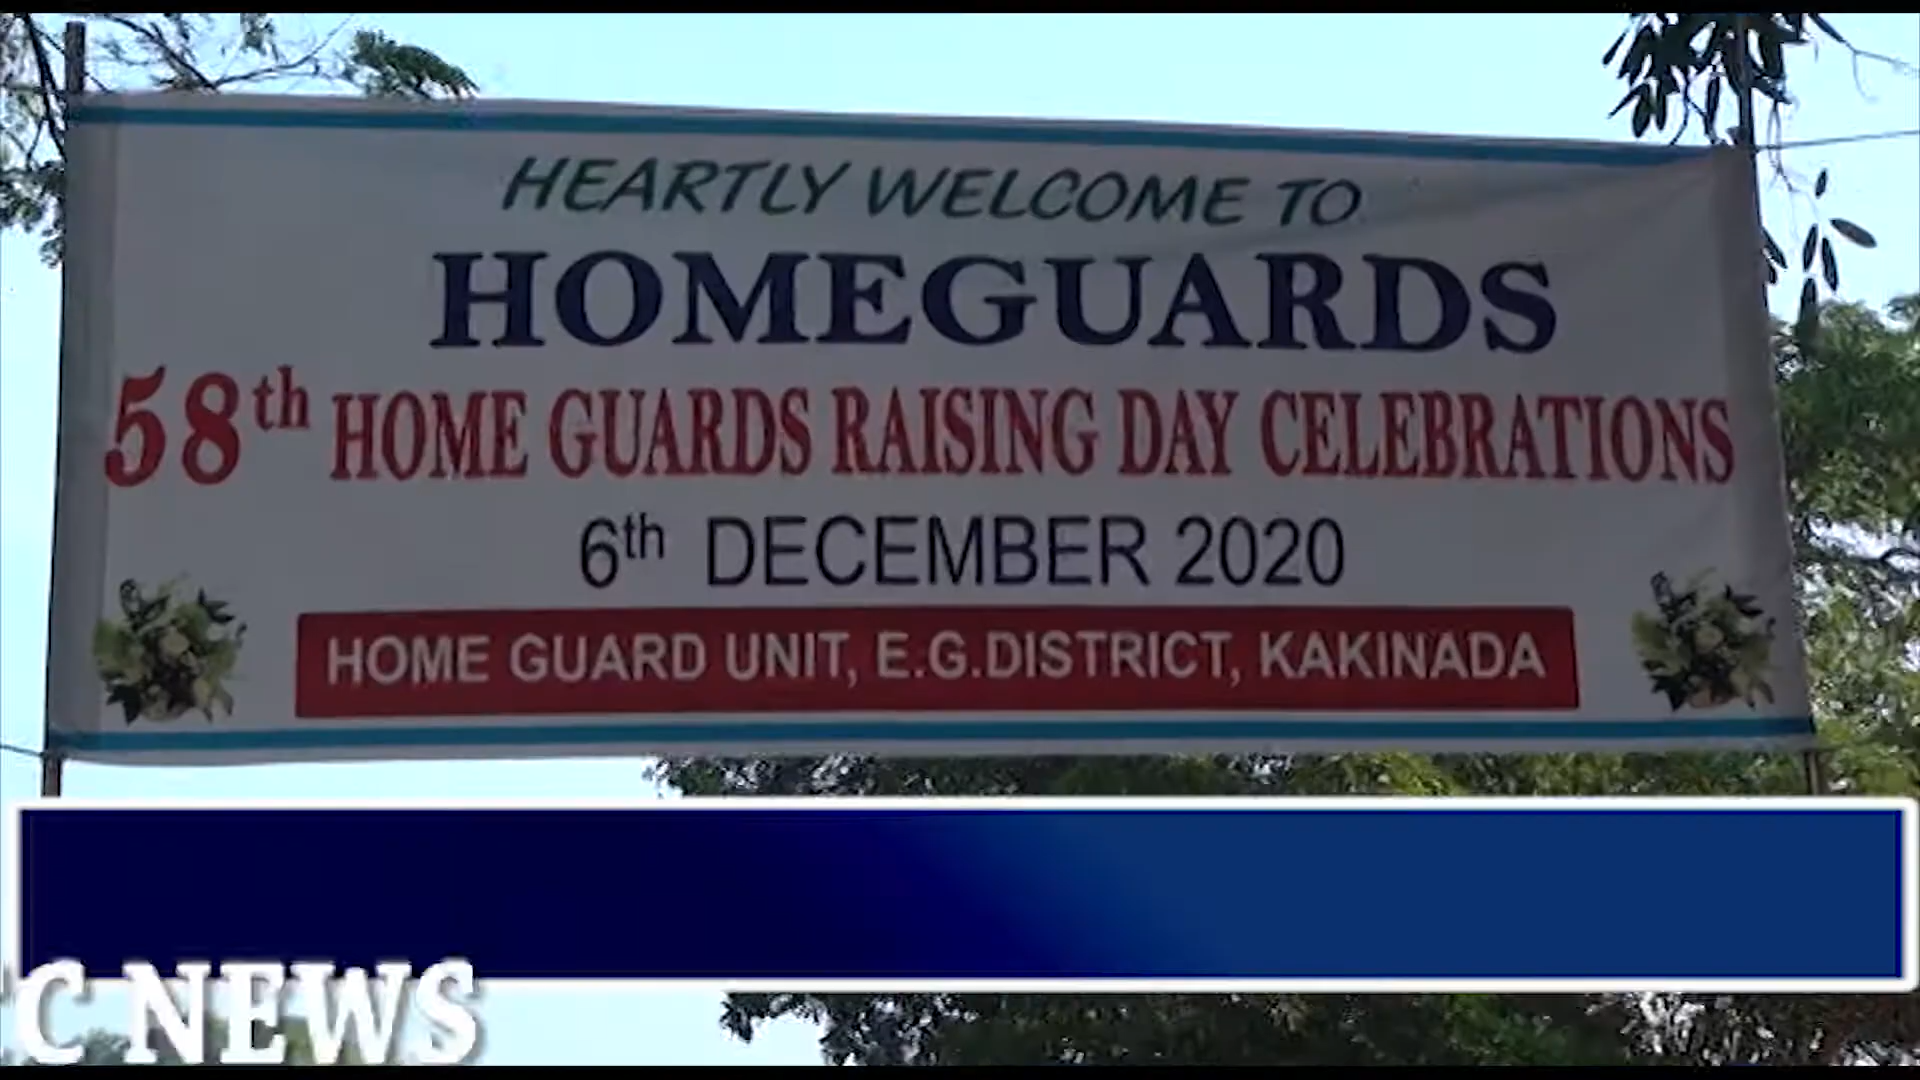 HEARTLY WELCOME TO
HOMEGUARDS
58th HOME GUARDS RAISING DAY CELEBRATIONS
6th DECEMBER 2020
HOME GUARD UNIT, E.G.DISTRICT, KAKINADA
C NEWS